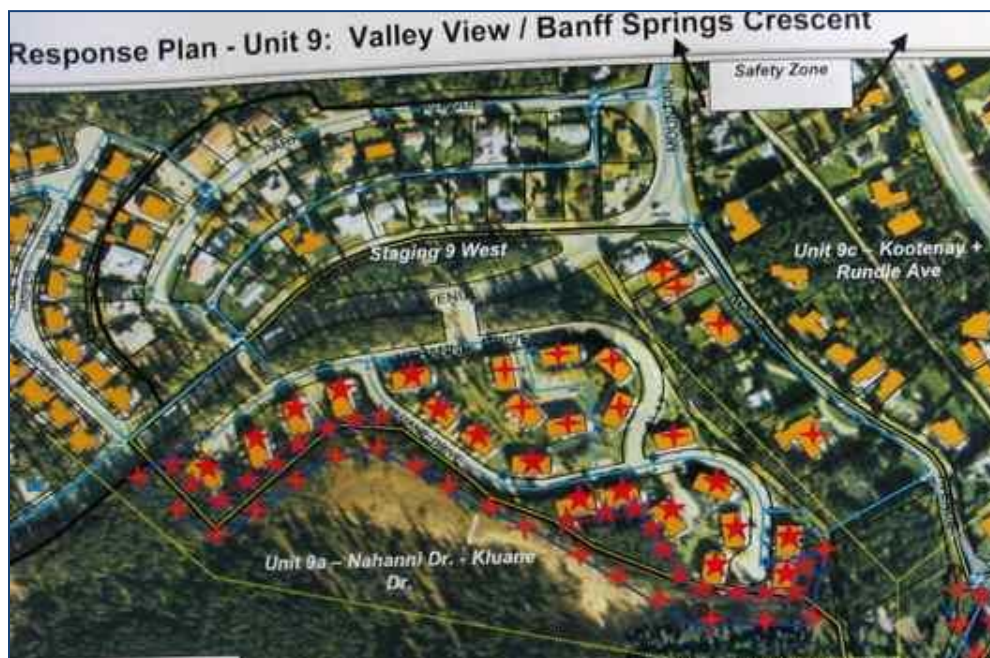 Response Plan - Unit 9: Valley View / Banff Springs Crescent
Safety Zone
Staging 9 West
Unit 9c – Kootenay +
Rundle Ave
Unit 9a – Nahanni Dr. - Kluane
Dr.